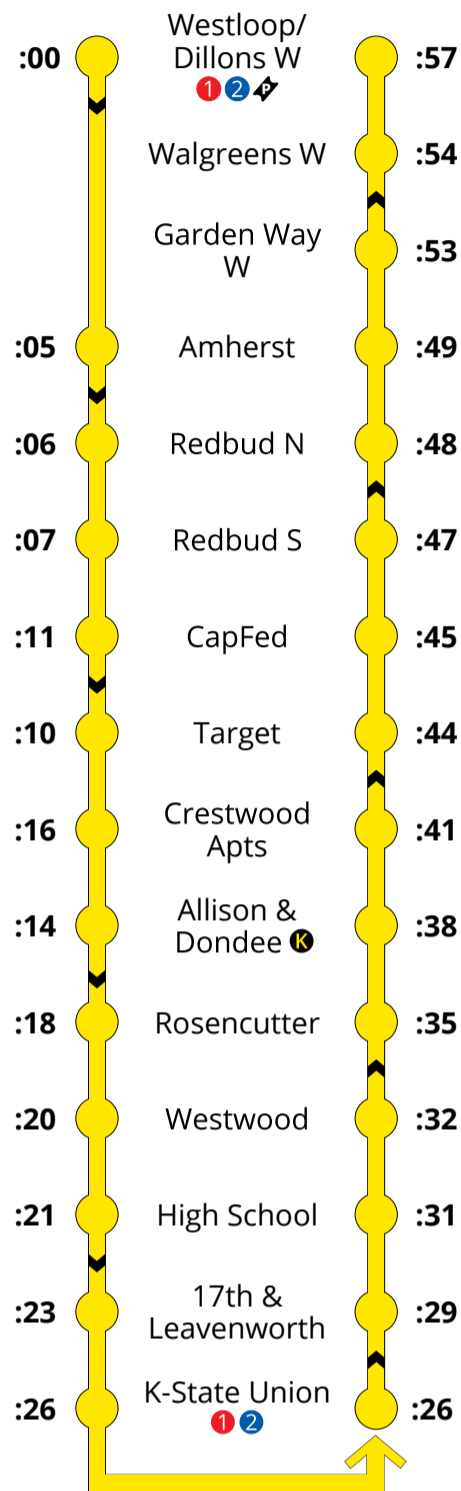 :00 Westloop/ :57
Dillons W
1 2 P
Walgreens W :54
Garden Way :53
W
:05 Amherst :49
:06 Redbud N :48
:07 Redbud S :47
:11 CapFed :45
:10 Target :44
:16 Crestwood :41
Apts
:14 Allison & :38
Dondee K
:18 Rosencutter :35
:20 Westwood :32
:21 High School :31
:23 17th & :29
Leavenworth
:26 K-State Union :26
1 2